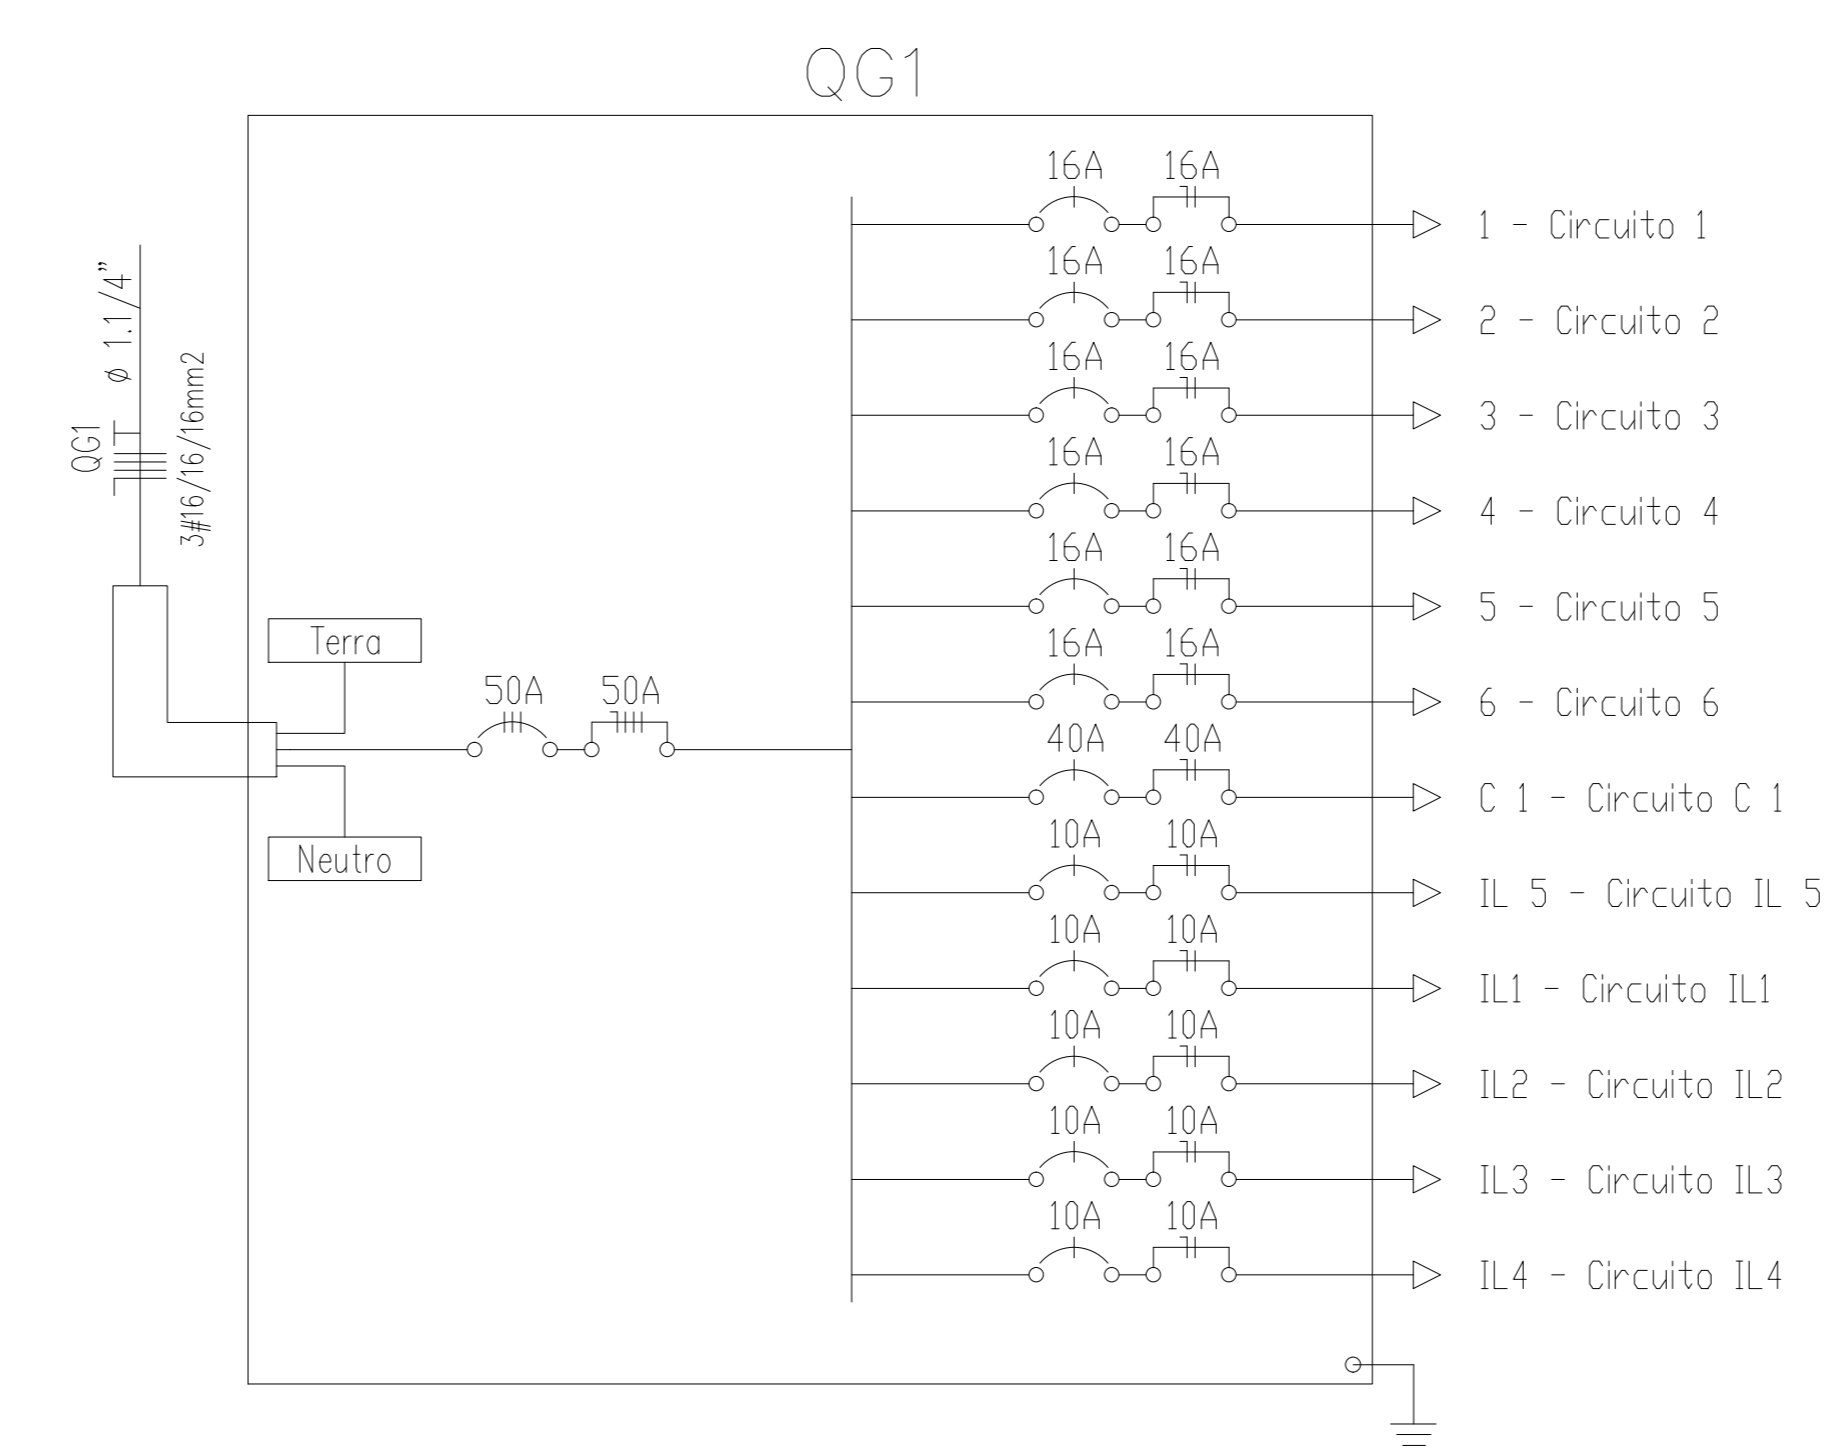 QG1
16A 16A
1 - Circuito 1
16A 16A
2 - Circuito 2
16A 16A
3 - Circuito 3
16A 16A
4 - Circuito 4
16A 16A
5 - Circuito 5
16A 16A
6 - Circuito 6
40A 40A
C 1 - Circuito C 1
10A 10A
IL 5 - Circuito IL 5
10A 10A
IL1 - Circuito IL1
10A 10A
IL2 - Circuito IL2
10A 10A
IL3 - Circuito IL3
10A 10A
IL4 - Circuito IL4
QG1
ø 1.1/4”
3#16/16/16mm2
Terra
50A 50A
Neutro